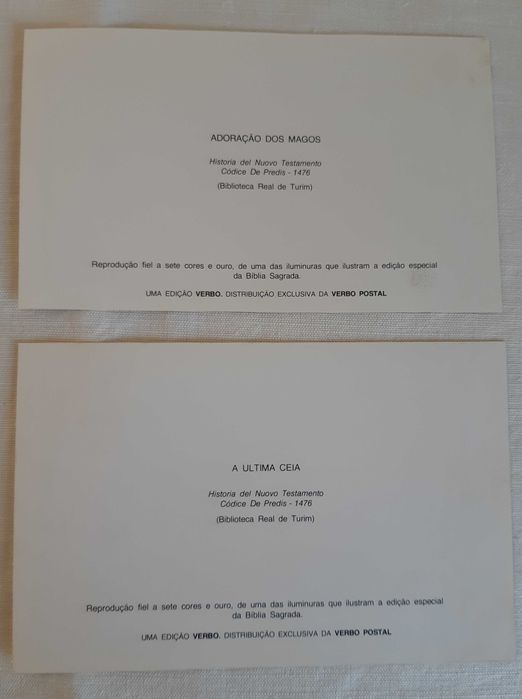 ADORAÇÃO DOS MAGOS
Historia del Nuovo Testamento
Códice De Predis - 1476
(Biblioteca Real de Turim)
Reprodução fiel a sete cores e ouro, de uma das iluminuras que ilustram a edição especial
da Bíblia Sagrada.
UMA EDIÇÃO VERBO. DISTRIBUIÇÃO EXCLUSIVA DA VERBO POSTAL
A ULTIMA CEIA
Historia del Nuovo Testamento
Códice De Predis - 1476
(Biblioteca Real de Turim)
Reprodução fiel a sete cores e ouro, de uma das iluminuras que ilustram a edição especial
da Bíblia Sagrada.
UMA EDIÇÃO VERBO. DISTRIBUIÇÃO EXCLUSIVA DA VERBO POSTAL